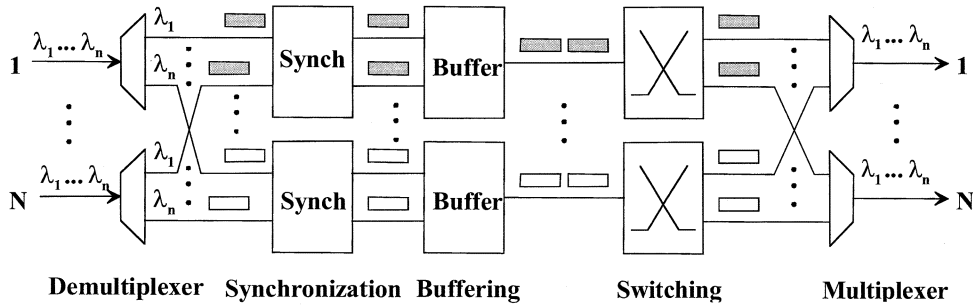 λ₁ ... λₙ
1
λ₁
λₙ
Synch
Buffer
λ₁ ... λₙ
1
λ₁ ... λₙ
N
λ₁
λₙ
Synch
Buffer
λ₁ ... λₙ
N
Demultiplexer Synchronization Buffering Switching Multiplexer